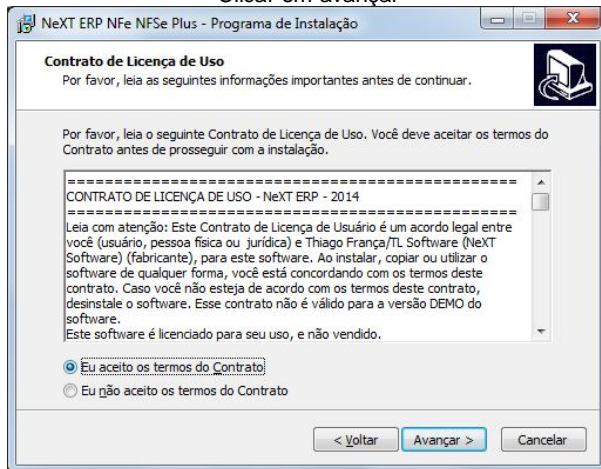 Clicar em avançar
NeXT ERP NFe NFSe Plus - Programa de Instalação
Contrato de Licença de Uso
Por favor, leia as seguintes informações importantes antes de continuar.
Por favor, leia o seguinte Contrato de Licença de Uso. Você deve aceitar os termos do
Contrato antes de prosseguir com a instalação.
==================================================
CONTRATO DE LICENÇA DE USO - NeXT ERP - 2014
==================================================
Leia com atenção: Este Contrato de Licença de Usuário é um acordo legal entre
você (usuário, pessoa física ou  jurídica) e Thiago França/TL Software (NeXT
Software) (fabricante), para este software. Ao instalar, copiar ou utilizar o
software de qualquer forma, você está concordando com os termos deste
contrato. Caso você não esteja de acordo com os termos deste contrato,
desinstale o software. Esse contrato não é válido para a versão DEMO do
software.
Este software é licenciado para seu uso, e não vendido.
Eu aceito os termos do Contrato
Eu não aceito os termos do Contrato
< Voltar
Avançar >
Cancelar